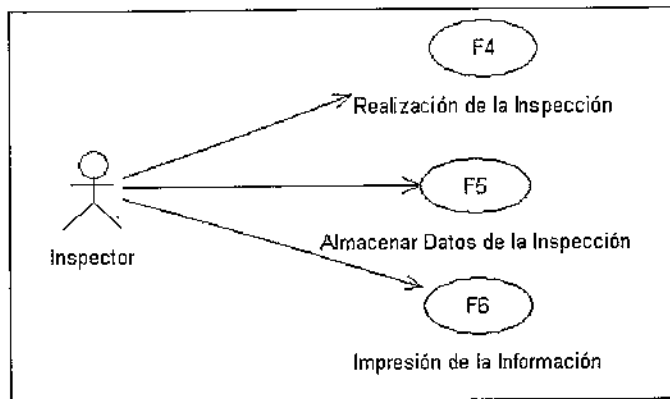 F4
Realización de la Inspección
F5
Almacenar Datos de la Inspección
Inspector
F6
Impresión de la Información